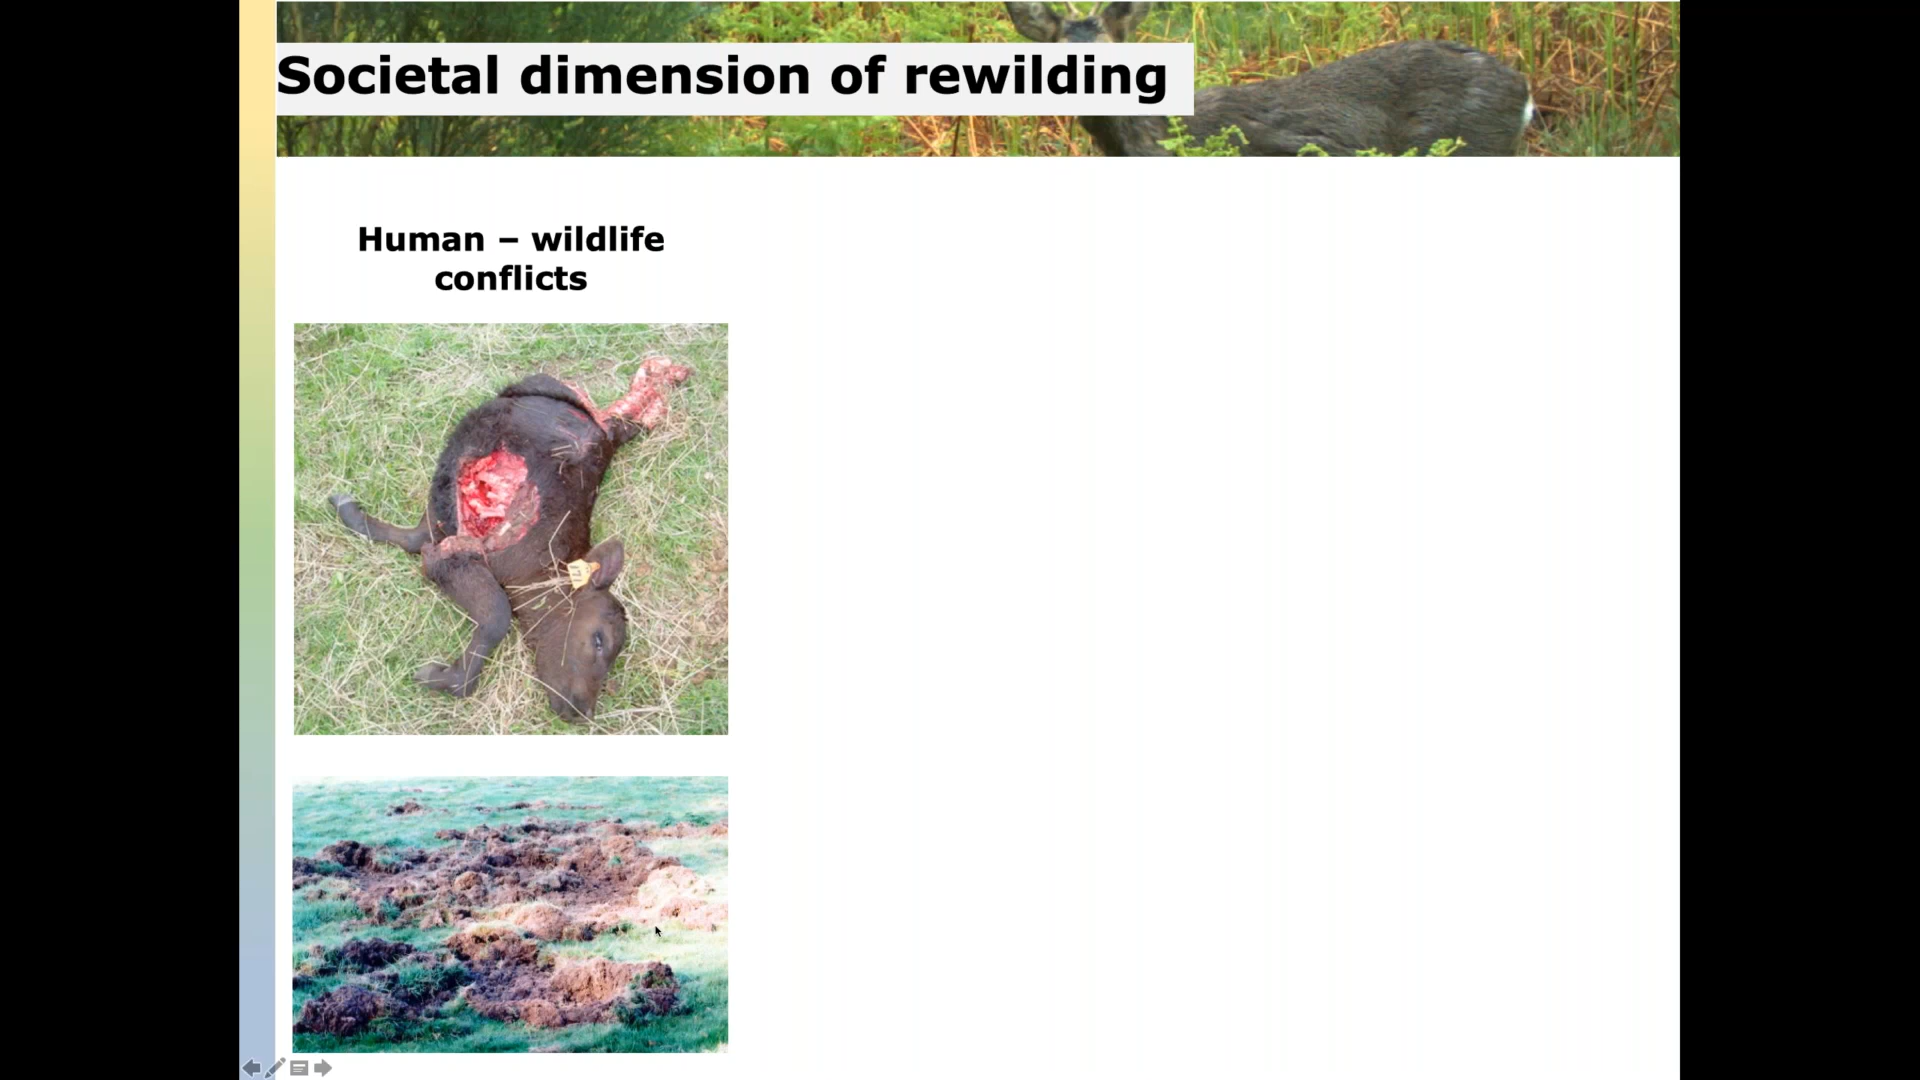 Societal dimension of rewilding
Human – wildlife
conflicts